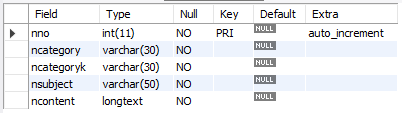 Field Type Null Key Default Extra
nno int(11) NO PRI NULL auto_increment
ncategory varchar(30) NO NULL
ncategoryk varchar(30) NO NULL
nsubject varchar(50) NO NULL
ncontent longtext NO NULL